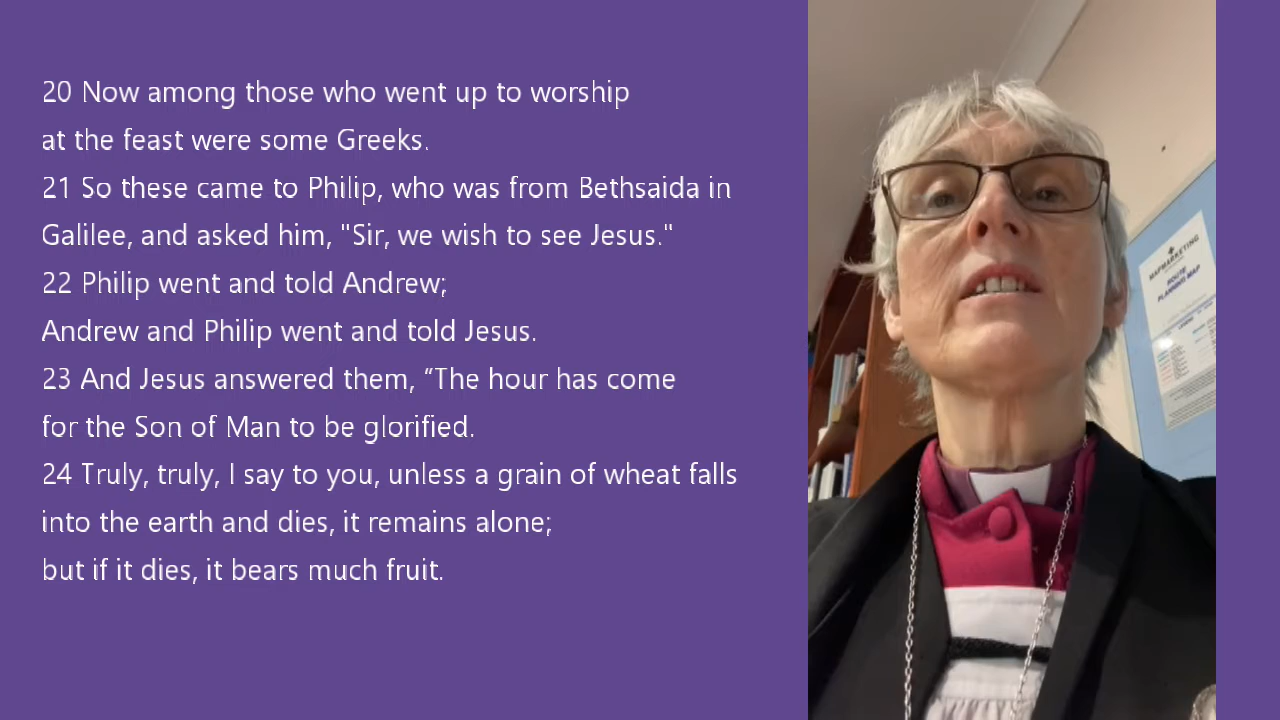 20 Now among those who went up to worship
at the feast were some Greeks.
21 So these came to Philip, who was from Bethsaida in
Galilee, and asked him, "Sir, we wish to see Jesus."
22 Philip went and told Andrew;
Andrew and Philip went and told Jesus.
23 And Jesus answered them, “The hour has come
for the Son of Man to be glorified.
24 Truly, truly, I say to you, unless a grain of wheat falls
into the earth and dies, it remains alone;
but if it dies, it bears much fruit.
MAPMARKETING
ROUTE
PLANNING MAP